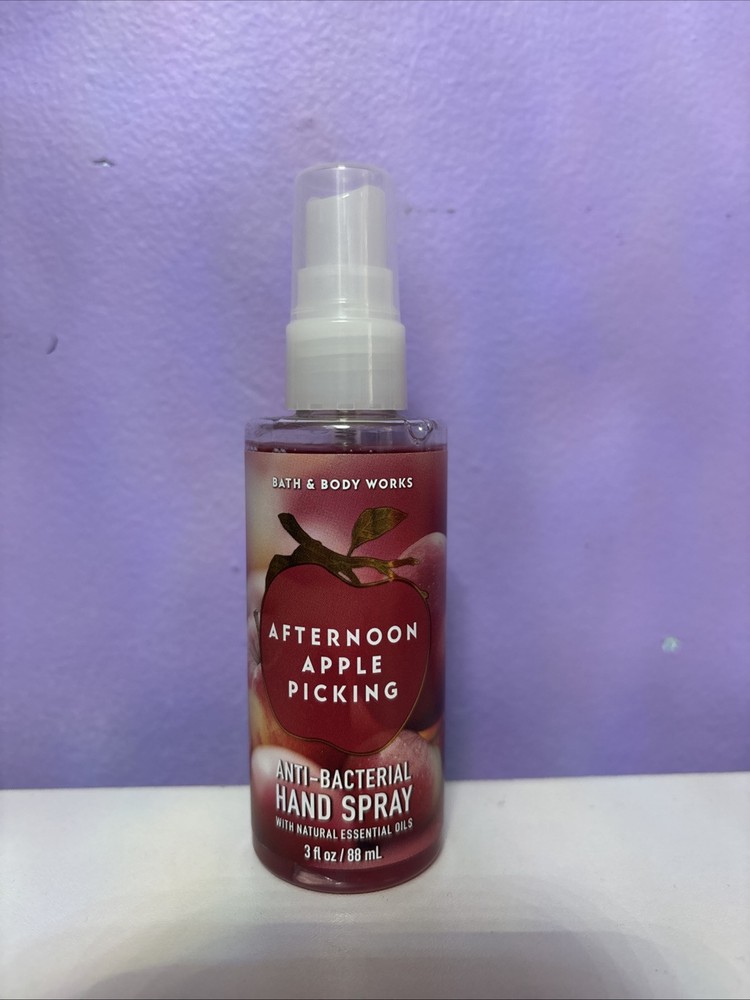 BATH & BODY WORKS
AFTERNOON
APPLE
PICKING
ANTI-BACTERIAL
HAND SPRAY
WITH NATURAL ESSENTIAL OILS
3 fl oz / 88 mL